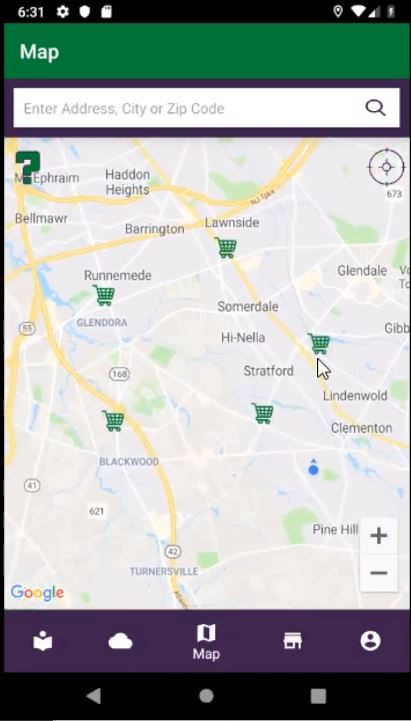 6:31
Map
Enter Address, City or Zip Code
?
Ephraim
Haddon
Heights
NJ Tpke
673
Bellmawr
Barrington
Lawnside
Runnemede
Glendale
GLENDORA
Somerdale
Gibb
55
Hi-Nella
168
Stratford
Lindenwold
Clementon
BLACKWOOD
41
621
Pine Hill
42
TURNERSVILLE
Google
Map